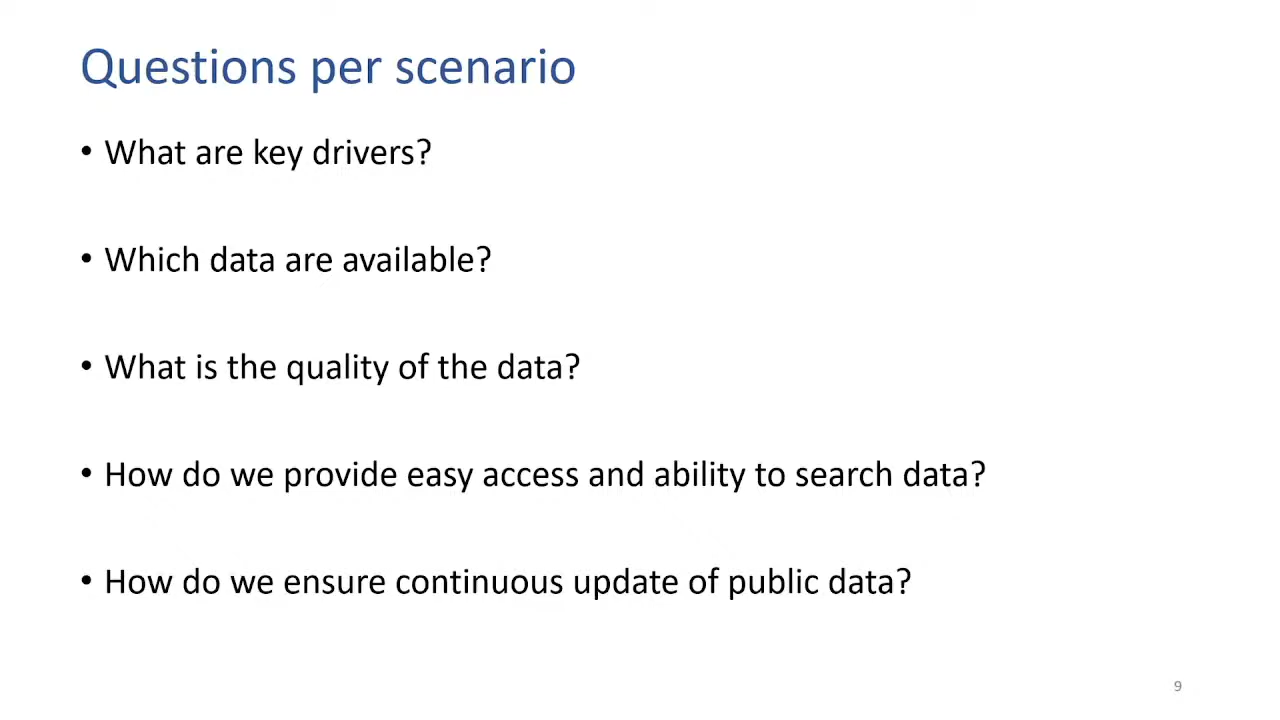 Questions per scenario
• What are key drivers?
• Which data are available?
• What is the quality of the data?
• How do we provide easy access and ability to search data?
• How do we ensure continuous update of public data?
9